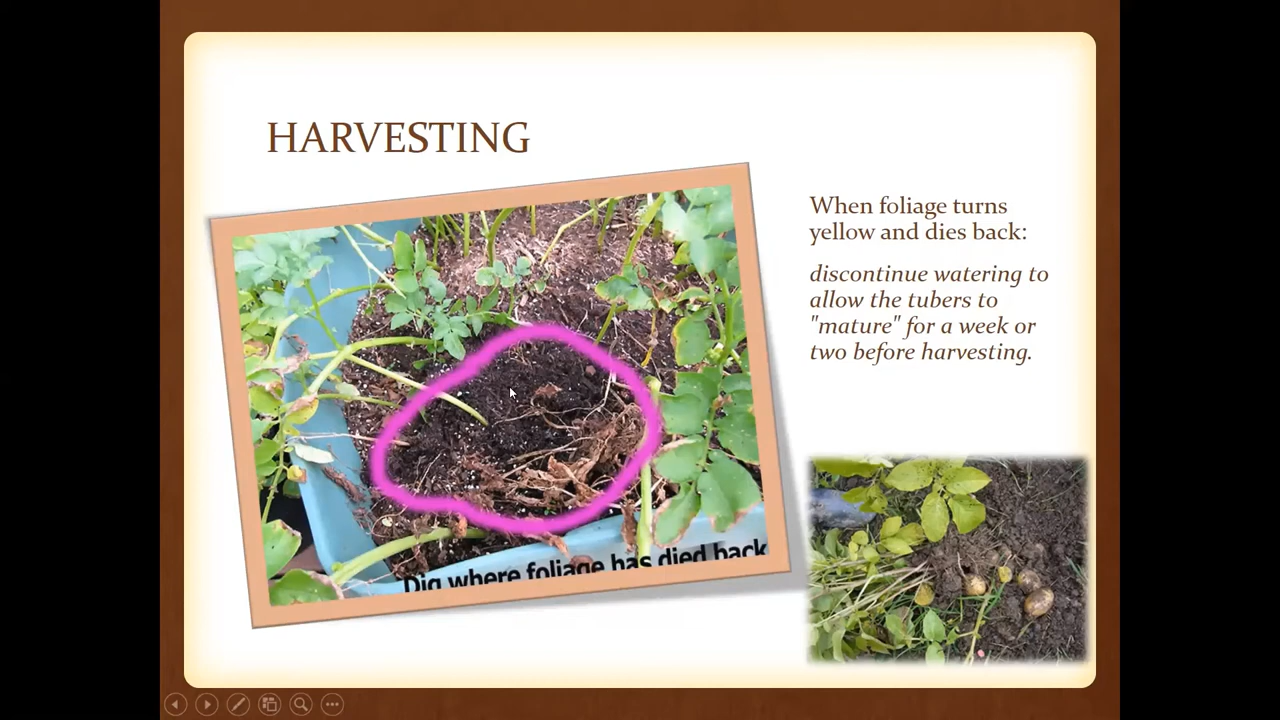 HARVESTING
When foliage turns
yellow and dies back:
discontinue watering to
allow the tubers to
"mature" for a week or
two before harvesting.
Dig where foliage has died back